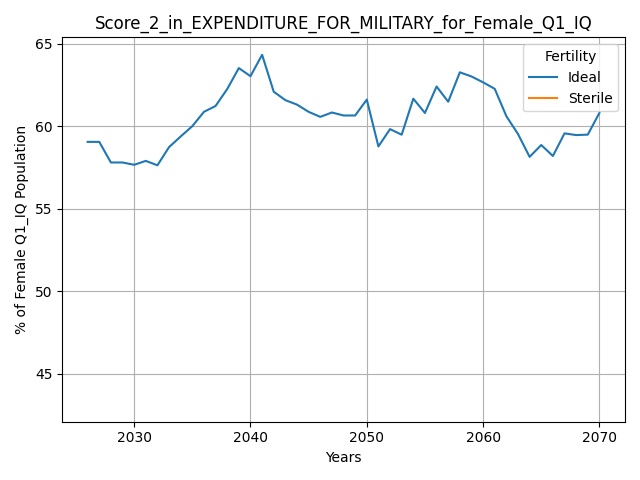 Score_2_in_EXPENDITURE_FOR_MILITARY_for_Female_Q1_IQ
65
60
55
50
45
% of Female Q1_IQ Population
Fertility
Ideal
Sterile
2030 2040 2050 2060 2070
Years